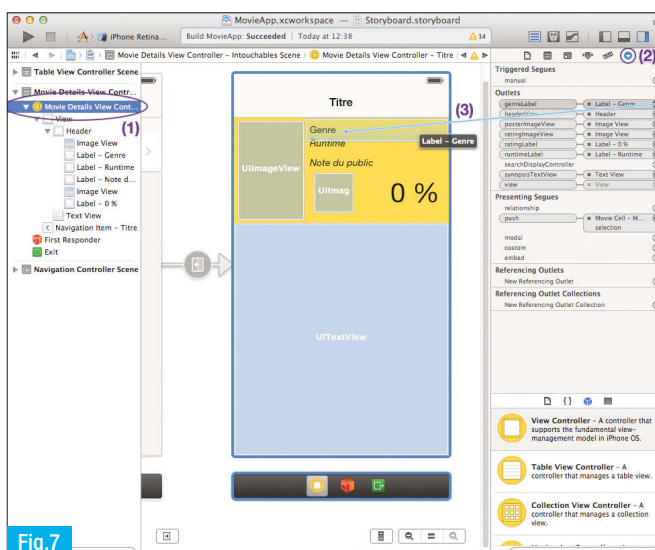 MovieApp.xcworkspace — Storyboard.storyboard
iPhone Retina...
Build MovieApp: Succeeded | Today at 12:38
34
Movie Details View Controller – Intouchables Scene
Movie Details View Controller – Titre
(2)
Table View Controller Scene
Movie Details View Contr...
Movie Details View Cont...
(1)
View
Header
Image View
Label – Genre
Label – Runtime
Label – Note d...
Image View
Label – 0 %
Text View
Navigation Item – Titre
First Responder
Exit
Navigation Controller Scene
Titre
(3)
Genre
Label – Genre
Runtime
Note du public
UIImageView
UIImag
0 %
UITextView
Triggered Segues
manual
Outlets
genreLabel
Label – Genre
headerView
Header
posterImageView
Image View
ratingImageView
Image View
ratingLabel
Label – 0 %
runtimeLabel
Label – Runtime
searchDisplayController
synopsisTextView
Text View
view
View
Presenting Segues
relationship
push
Movie Cell – M...
selection
modal
custom
embed
Referencing Outlets
New Referencing Outlet
Referencing Outlet Collections
New Referencing Outlet Collection
View Controller – A controller that
supports the fundamental view-
management model in iPhone OS.
Table View Controller – A
controller that manages a table view.
Collection View Controller – A
controller that manages a collection
view.
Fig.7